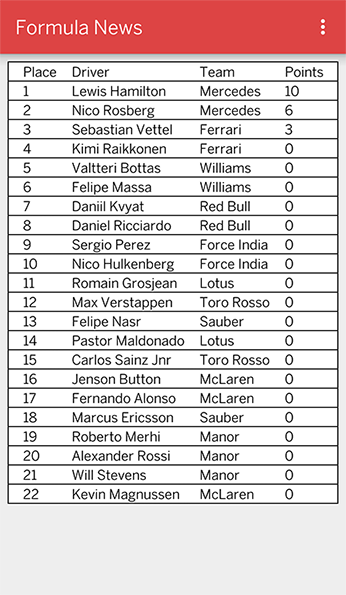 Formula News
Place Driver Team Points
1 Lewis Hamilton Mercedes 10
2 Nico Rosberg Mercedes 6
3 Sebastian Vettel Ferrari 3
4 Kimi Raikkonen Ferrari 0
5 Valtteri Bottas Williams 0
6 Felipe Massa Williams 0
7 Daniil Kvyat Red Bull 0
8 Daniel Ricciardo Red Bull 0
9 Sergio Perez Force India 0
10 Nico Hulkenberg Force India 0
11 Romain Grosjean Lotus 0
12 Max Verstappen Toro Rosso 0
13 Felipe Nasr Sauber 0
14 Pastor Maldonado Lotus 0
15 Carlos Sainz Jnr Toro Rosso 0
16 Jenson Button McLaren 0
17 Fernando Alonso McLaren 0
18 Marcus Ericsson Sauber 0
19 Roberto Merhi Manor 0
20 Alexander Rossi Manor 0
21 Will Stevens Manor 0
22 Kevin Magnussen McLaren 0